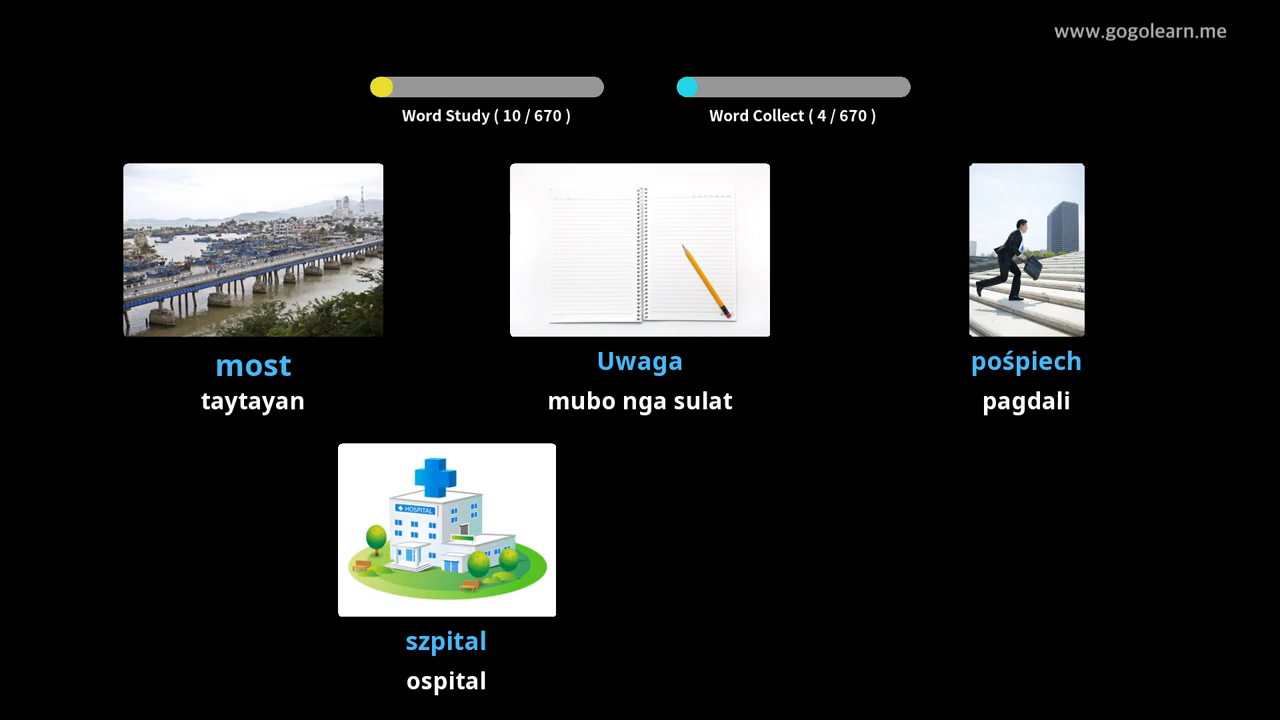 www.gogolearn.me
Word Study ( 10 / 670 )
Word Collect ( 4 / 670 )
most
taytayan
Uwaga
mubo nga sulat
pośpiech
pagdali
HOSPITAL
szpital
ospital